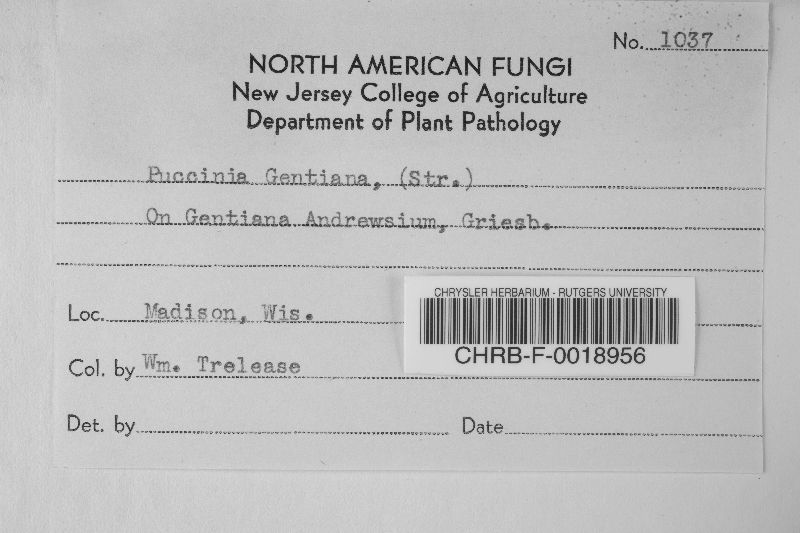 No. 1037
NORTH AMERICAN FUNGI
New Jersey College of Agriculture
Department of Plant Pathology
Puccinia Gentiana, (Str.)
On Gentiana Andrewsium, Griesb.
Loc. Madison, Wis.
CHRYSLER HERBARIUM - RUTGERS UNIVERSITY
CHRB-F-0018956
Col. by Wm. Trelease
Det. by
Date